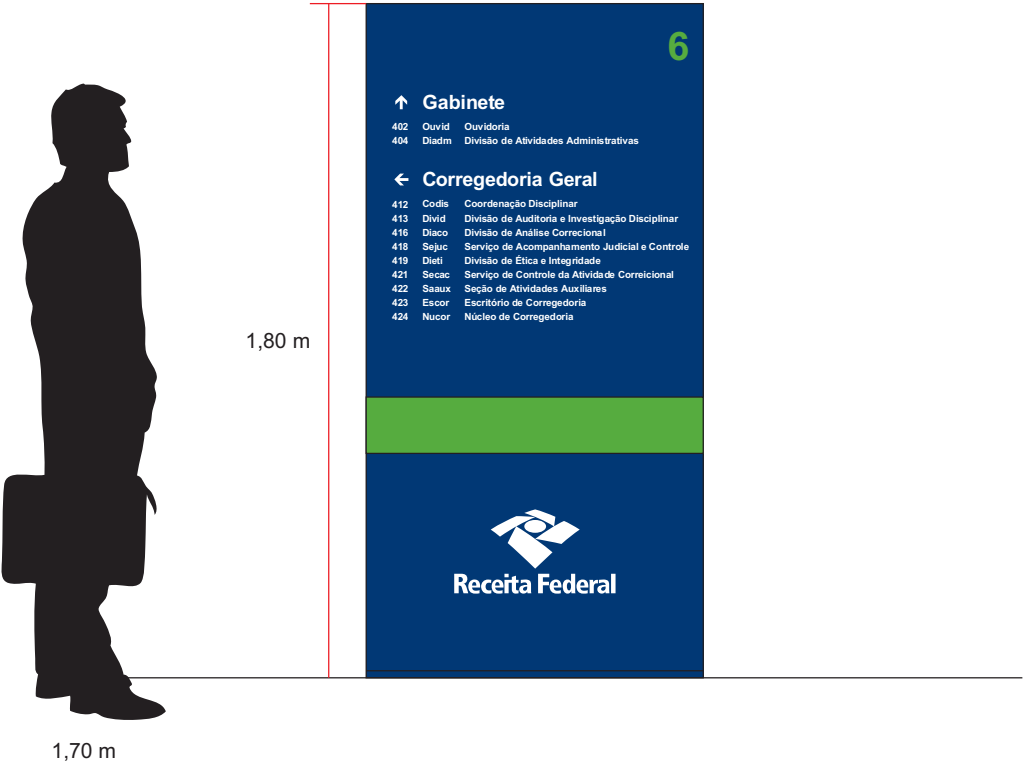 6
↑ Gabinete
402 Ouvid Ouvidoria
404 Diadm Divisão de Atividades Administrativas
← Corregedoria Geral
412 Codis Coordenação Disciplinar
413 Divid Divisão de Auditoria e Investigação Disciplinar
416 Diaco Divisão de Análise Correcional
418 Sejuc Serviço de Acompanhamento Judicial e Controle
419 Dieti Divisão de Ética e Integridade
421 Secac Serviço de Controle da Atividade Correicional
422 Saaux Seção de Atividades Auxiliares
423 Escor Escritório de Corregedoria
424 Nucor Núcleo de Corregedoria
1,80 m
Receita Federal
1,70 m